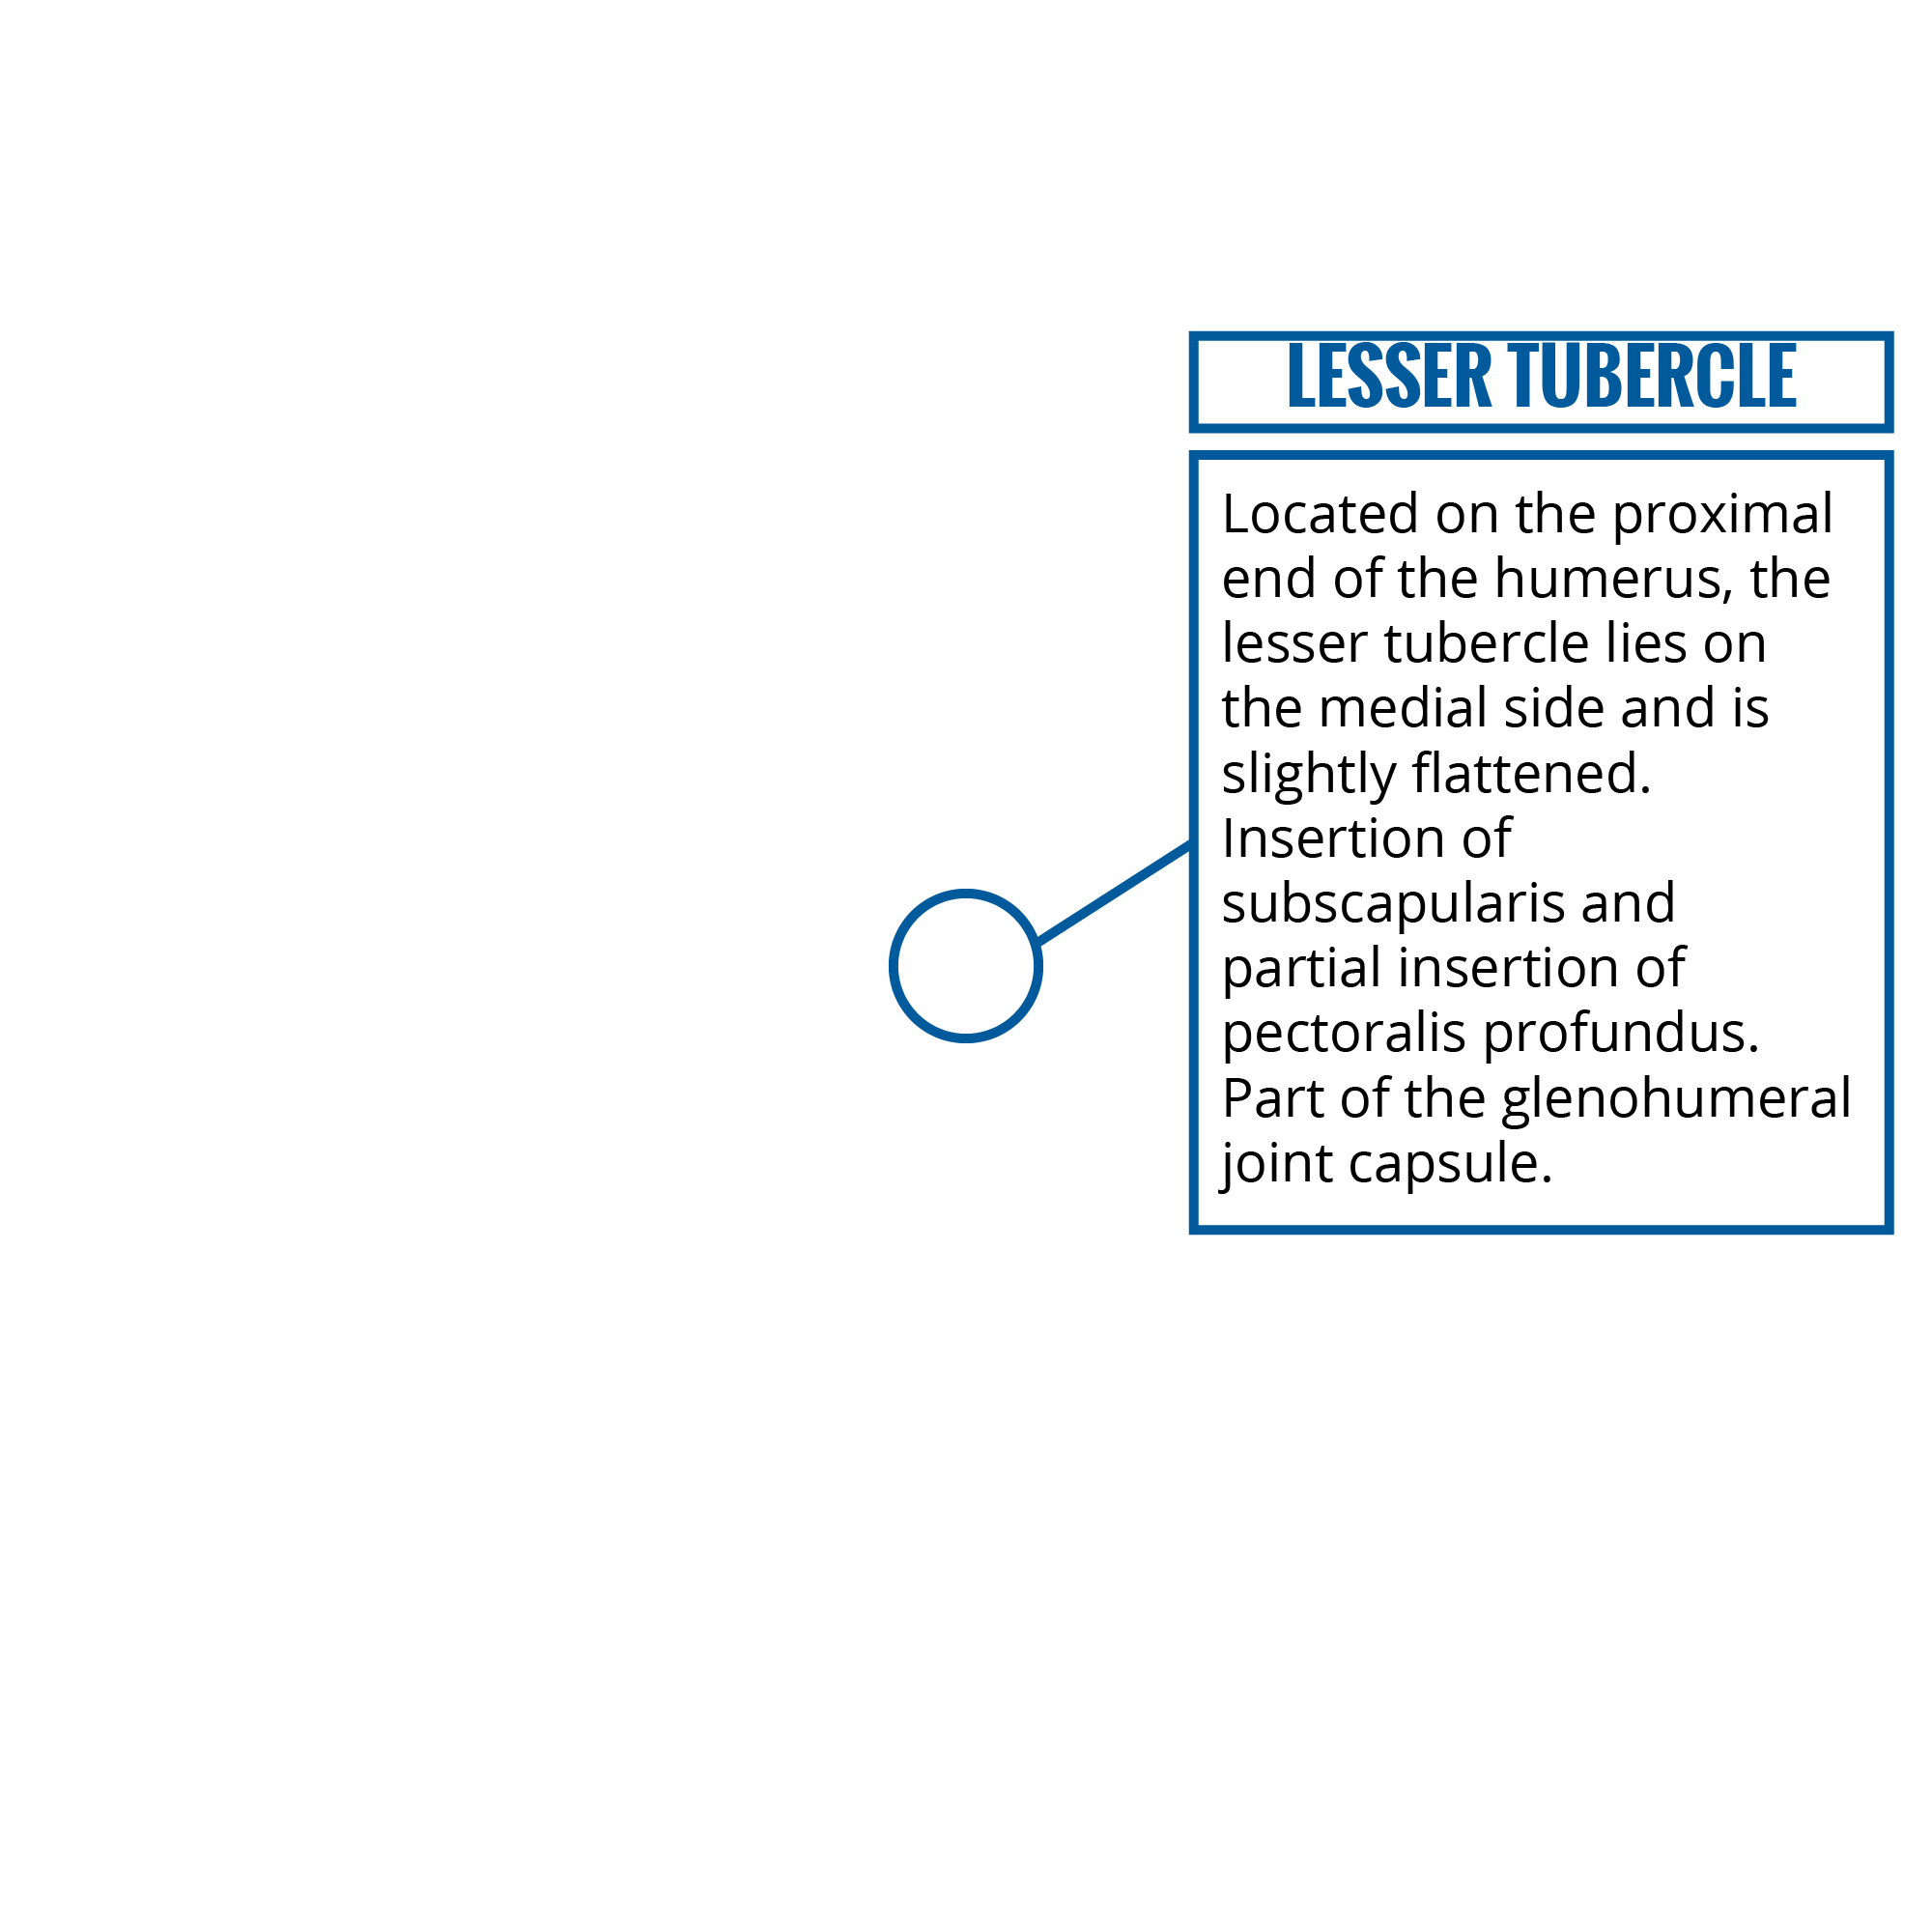 LESSER TUBERCLE
Located on the proximal
end of the humerus, the
lesser tubercle lies on
the medial side and is
slightly flattened.
Insertion of
subscapularis and
partial insertion of
pectoralis profundus.
Part of the glenohumeral
joint capsule.